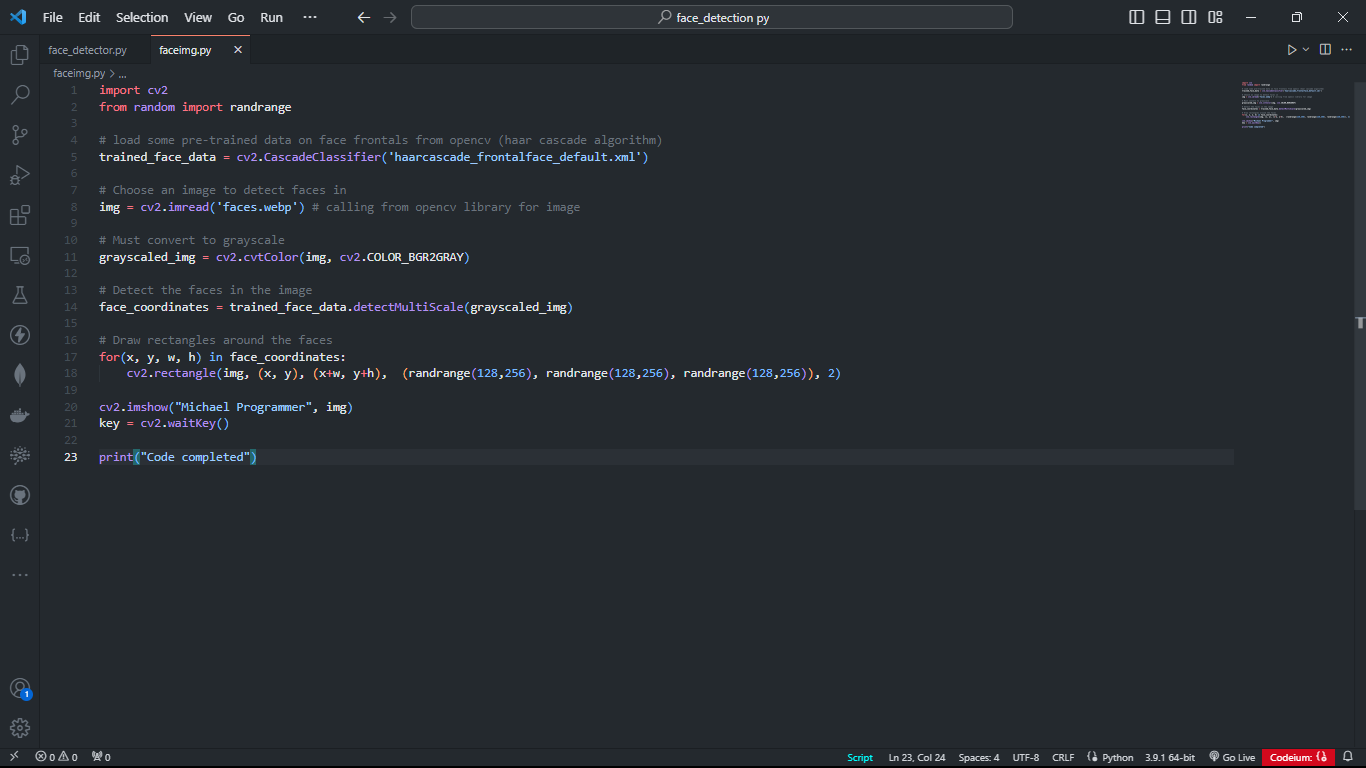 File Edit Selection View Go Run ··· face_detection py
face_detector.py faceimg.py
faceimg.py > ...
1 import cv2
2 from random import randrange
3
4 # load some pre-trained data on face frontals from opencv (haar cascade algorithm)
5 trained_face_data = cv2.CascadeClassifier('haarcascade_frontalface_default.xml')
6
7 # Choose an image to detect faces in
8 img = cv2.imread('faces.webp') # calling from opencv library for image
9
10 # Must convert to grayscale
11 grayscaled_img = cv2.cvtColor(img, cv2.COLOR_BGR2GRAY)
12
13 # Detect the faces in the image
14 face_coordinates = trained_face_data.detectMultiScale(grayscaled_img)
15
16 # Draw rectangles around the faces
17 for(x, y, w, h) in face_coordinates:
18     cv2.rectangle(img, (x, y), (x+w, y+h),  (randrange(128,256), randrange(128,256), randrange(128,256)), 2)
19
20 cv2.imshow("Michael Programmer", img)
21 key = cv2.waitKey()
22
23 print("Code completed")
1
0 0 0 Script Ln 23, Col 24 Spaces: 4 UTF-8 CRLF Python 3.9.1 64-bit Go Live Codeium: {}